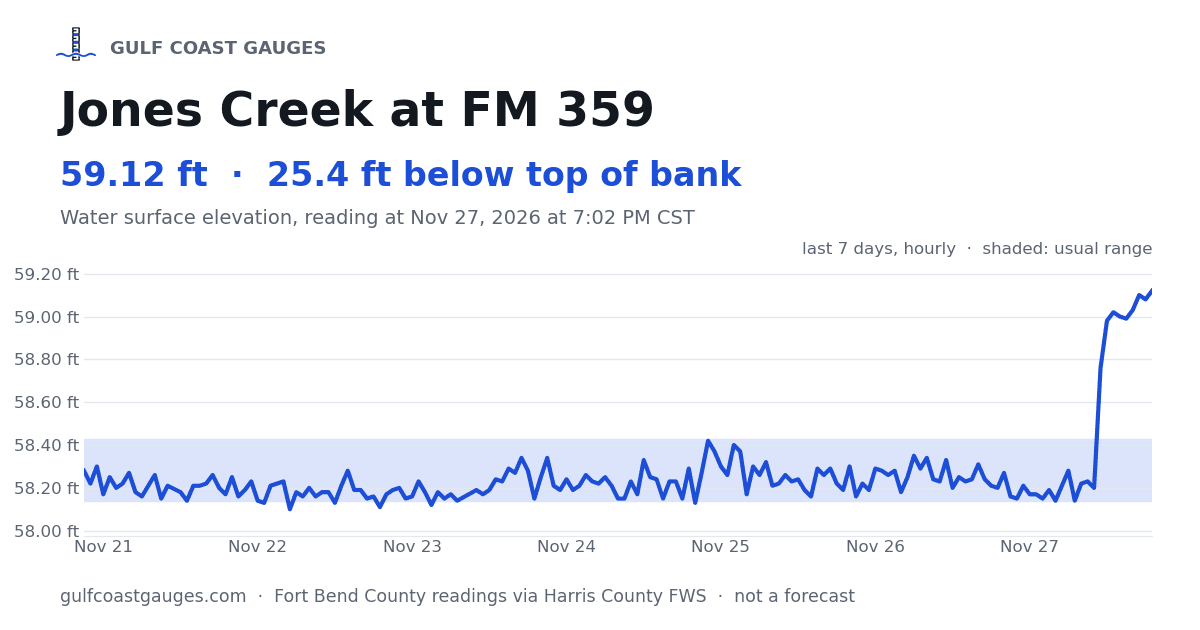 GULF COAST GAUGES
Jones Creek at FM 359
59.12 ft · 25.4 ft below top of bank
Water surface elevation, reading at Nov 27, 2026 at 7:02 PM CST
last 7 days, hourly · shaded: usual range
59.20 ft
59.00 ft
58.80 ft
58.60 ft
58.40 ft
58.20 ft
58.00 ft
Nov 21 Nov 22 Nov 23 Nov 24 Nov 25 Nov 26 Nov 27
gulfcoastgauges.com · Fort Bend County readings via Harris County FWS · not a forecast